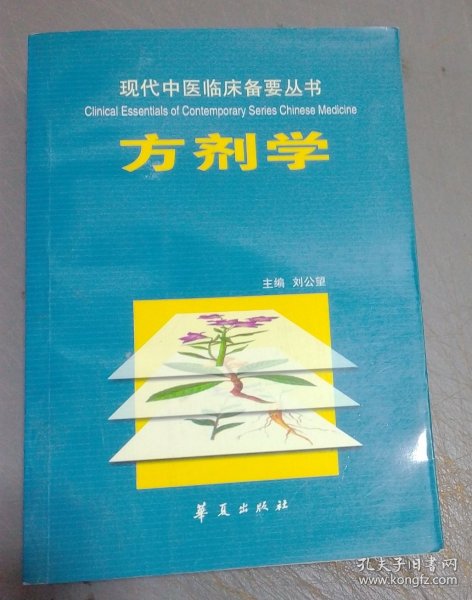 现代中医临床备要丛书
Clinical Essentials of Contemporary Series Chinese Medicine
方剂学
主编 刘公望
华夏出版社
孔夫子旧书网
www.kongfz.com